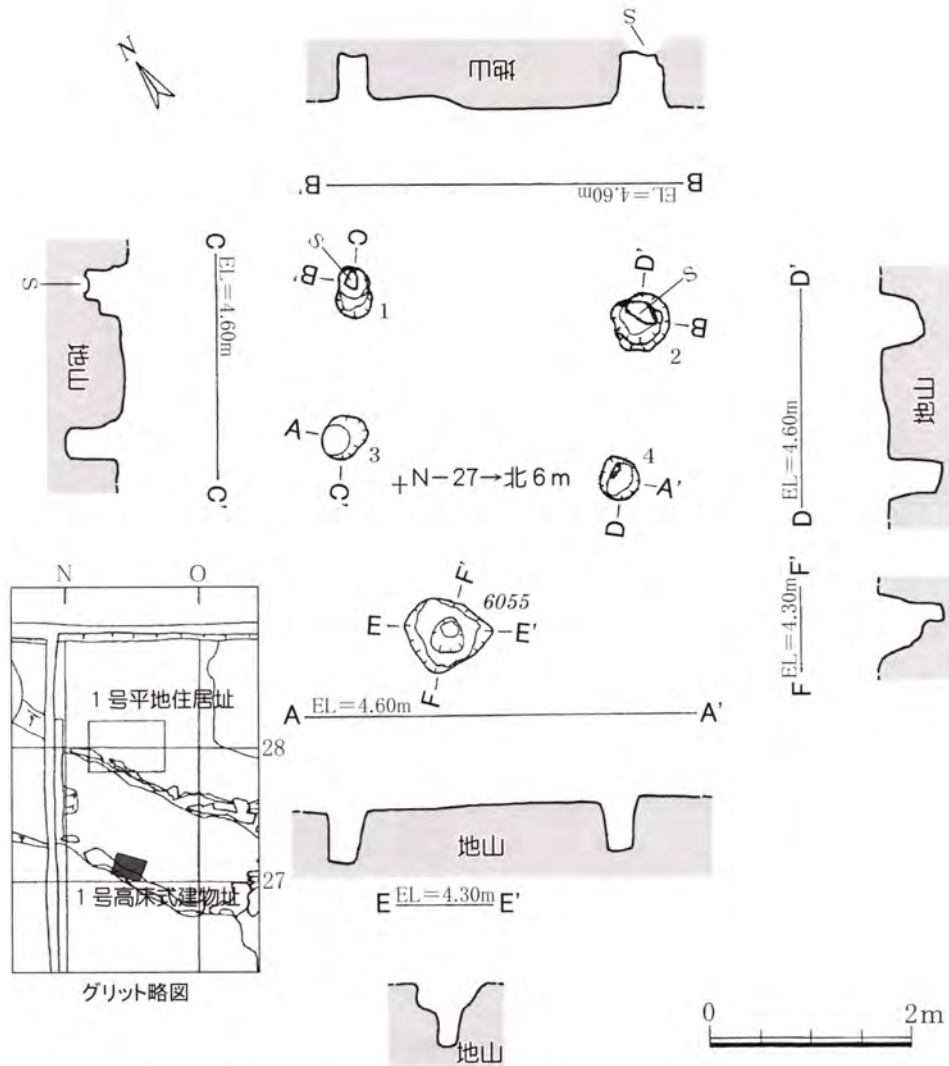 N
S
地山
B' B
EL=4.60m
C
EL=4.60m
C'
S
地山
S
C
B'
1
D'
S
B
2
A
3
C'
+N-27→北6m
4
A'
D
D'
EL=4.60m
D
地山
F'
EL=4.30m
F
F'
6055
E E'
F
A EL=4.60m A'
地山
E EL=4.30m E'
地山
N O
1号平地住居址
28
27
1号高床式建物址
グリット略図
0 2m